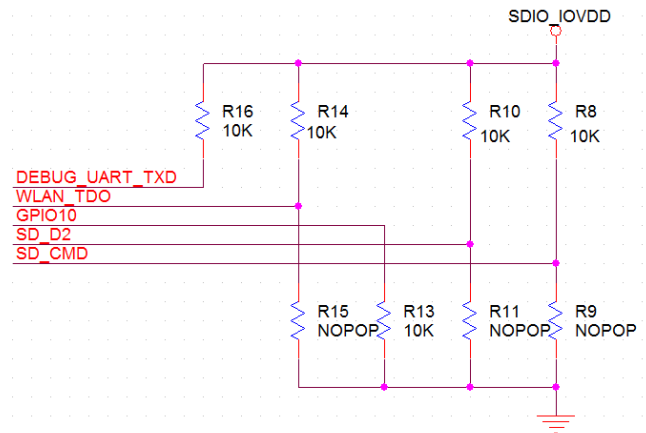 SDIO_IOVDD
R16
10K
R14
10K
R10
10K
R8
10K
DEBUG_UART_TXD
WLAN_TDO
GPIO10
SD_D2
SD_CMD
R15
NOPOP
R13
10K
R11
NOPOP
R9
NOPOP